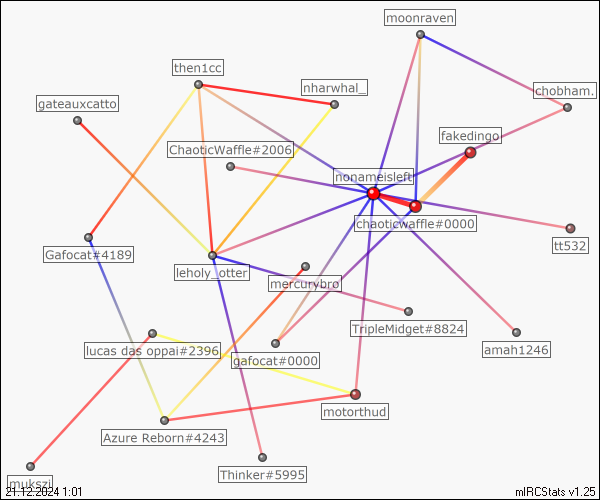 moonraven
then1cc
nharwhal_
chobham.
gateauxcatto
fakedingo
ChaoticWaffle#2006
nonameisleft
chaoticwaffle#0000
tt532
Gafocat#4189
leholy_otter
mercurybro
TripleMidget#8824
amah1246
lucas das oppai#2396
gafocat#0000
motorthud
Azure Reborn#4243
Thinker#5995
mukszi
21.12.2024 1:01
mIRCStats v1.25